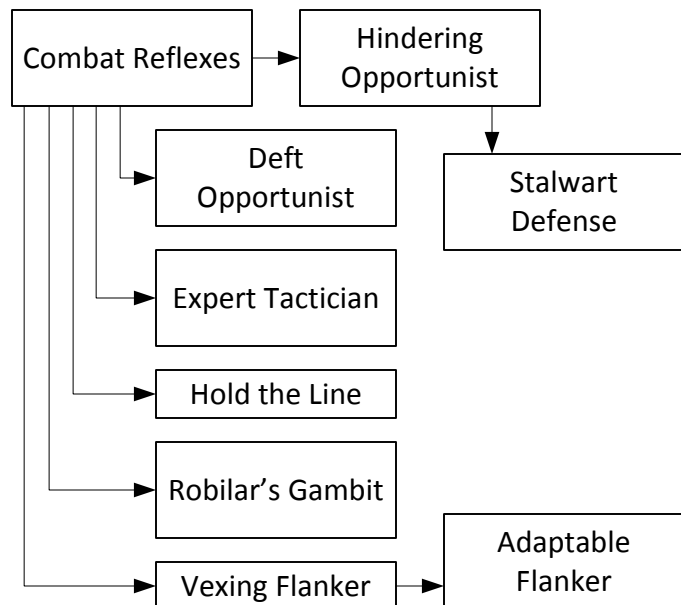 Combat Reflexes
Hindering
Opportunist
Deft
Opportunist
Stalwart
Defense
Expert Tactician
Hold the Line
Robilar’s Gambit
Vexing Flanker
Adaptable
Flanker